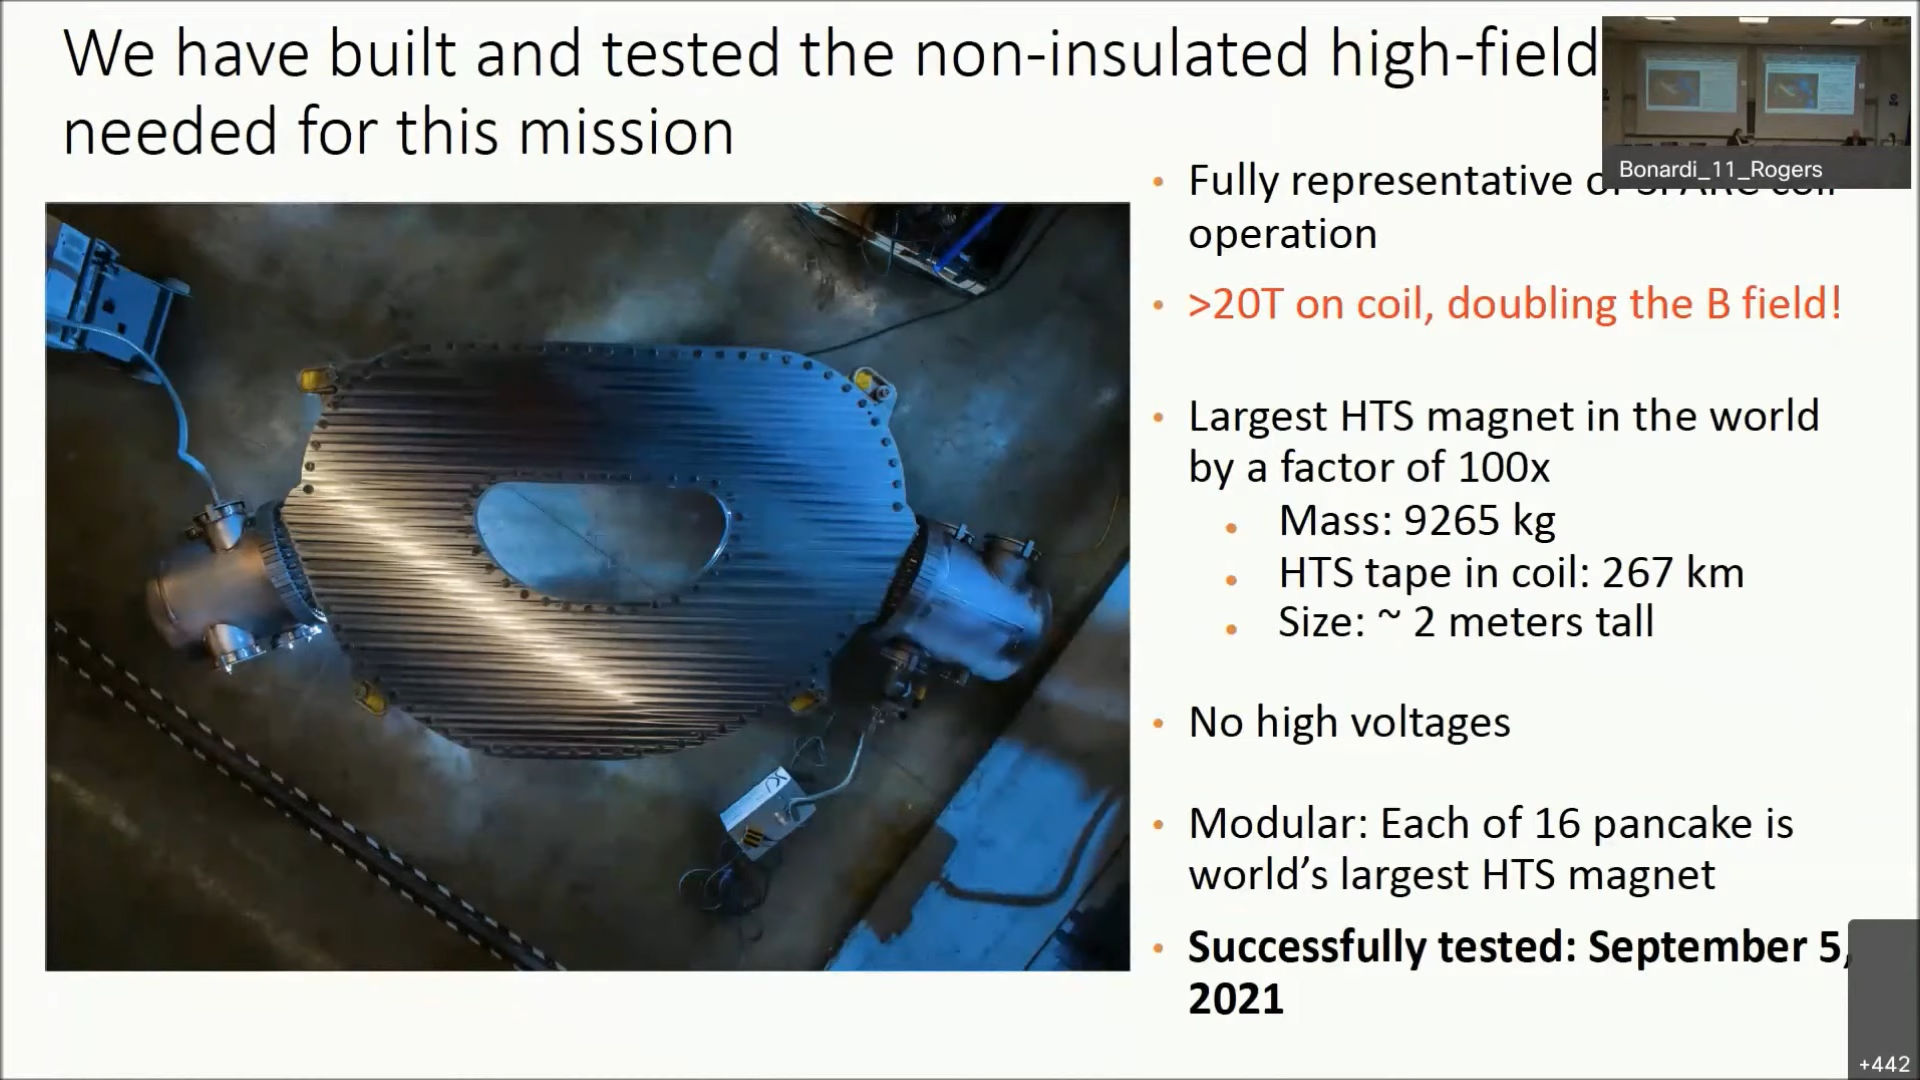 We have built and tested the non-insulated high-field
needed for this mission
Bonardi_11_Rogers
• Fully representative
operation
• >20T on coil, doubling the B field!
• Largest HTS magnet in the world
by a factor of 100x
• Mass: 9265 kg
• HTS tape in coil: 267 km
• Size: ~ 2 meters tall
• No high voltages
• Modular: Each of 16 pancake is
world’s largest HTS magnet
• Successfully tested: September 5,
2021
+442